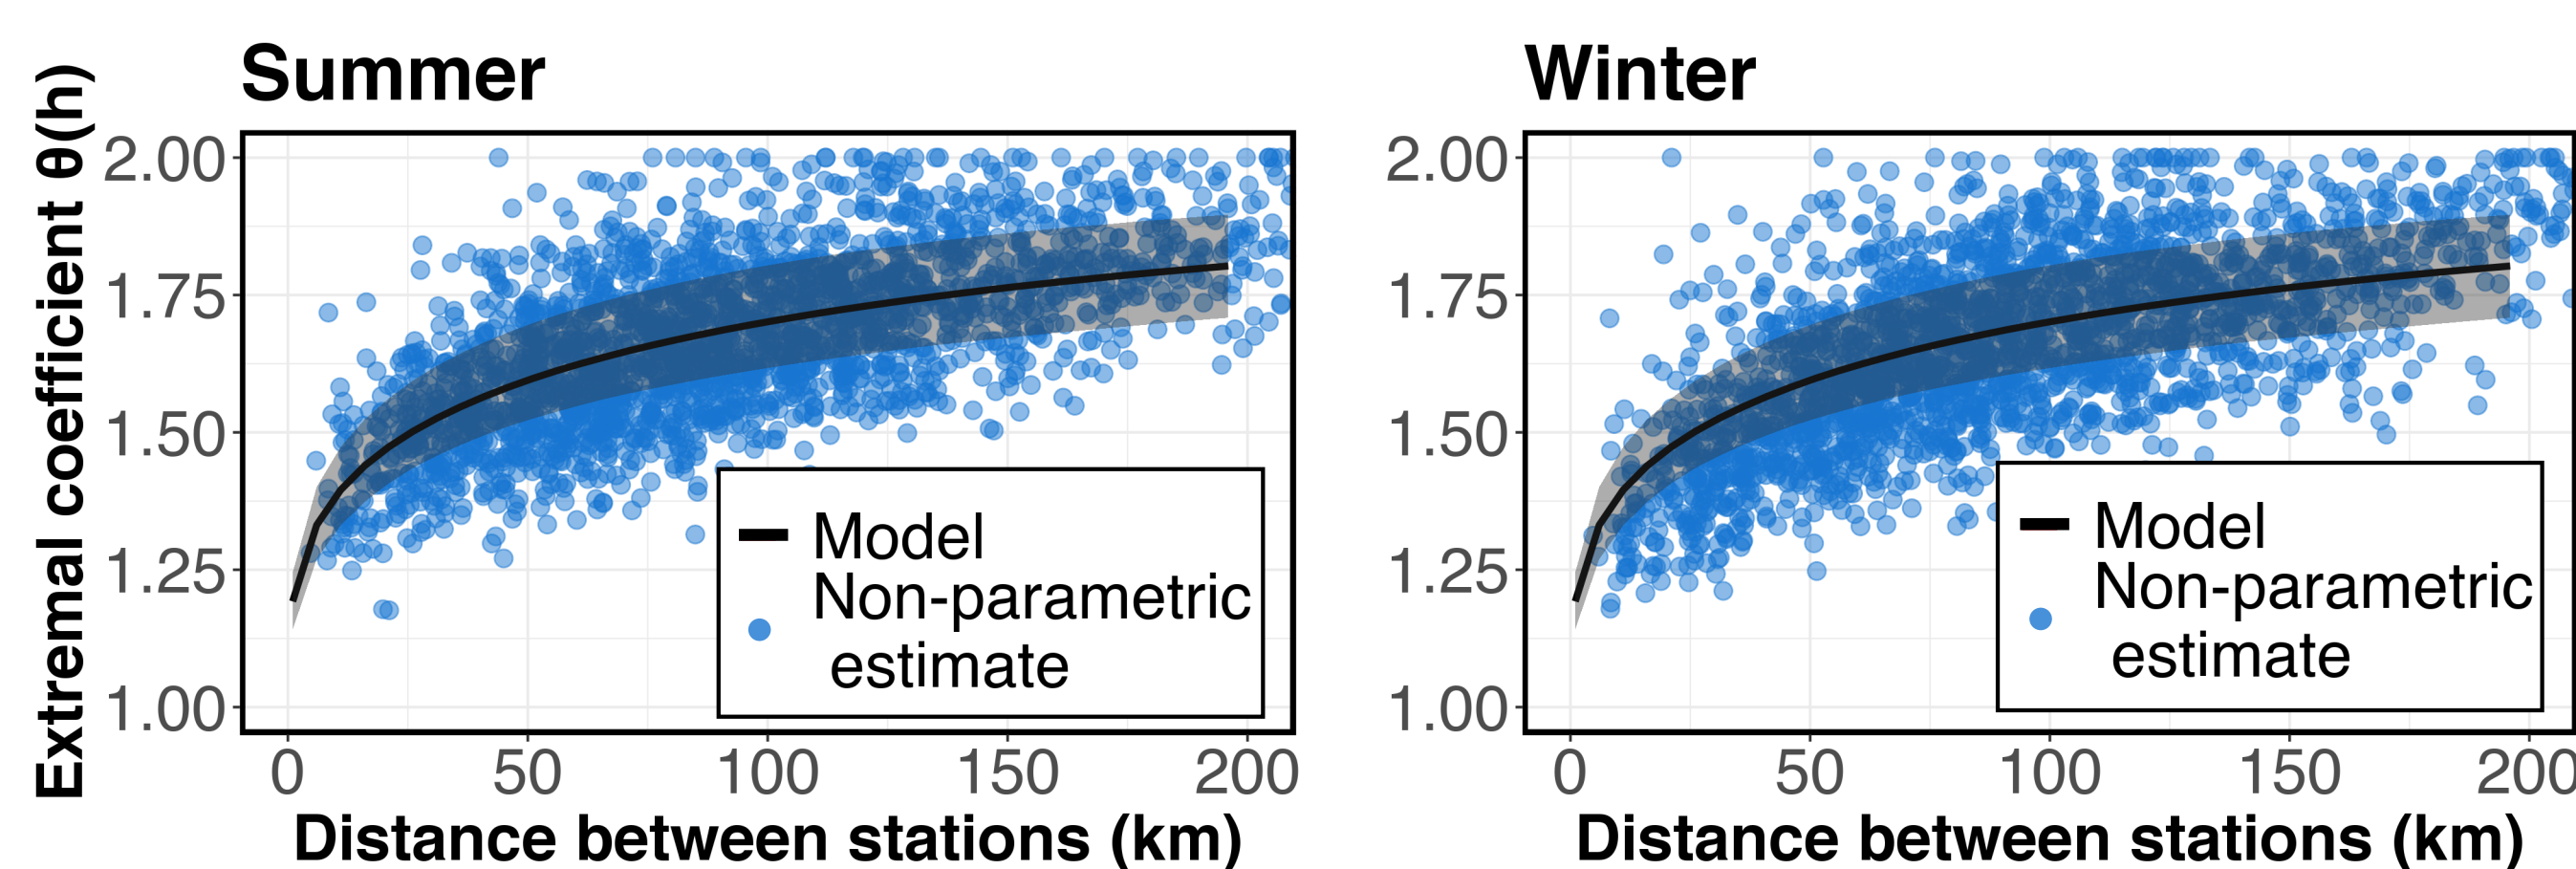 Summer
Winter
Extremal coefficient θ(h)
2.00
1.75
1.50
1.25
1.00
0 50 100 150 200
Distance between stations (km)
Model
Non-parametric
estimate
2.00
1.75
1.50
1.25
1.00
0 50 100 150 200
Distance between stations (km)
Model
Non-parametric
estimate